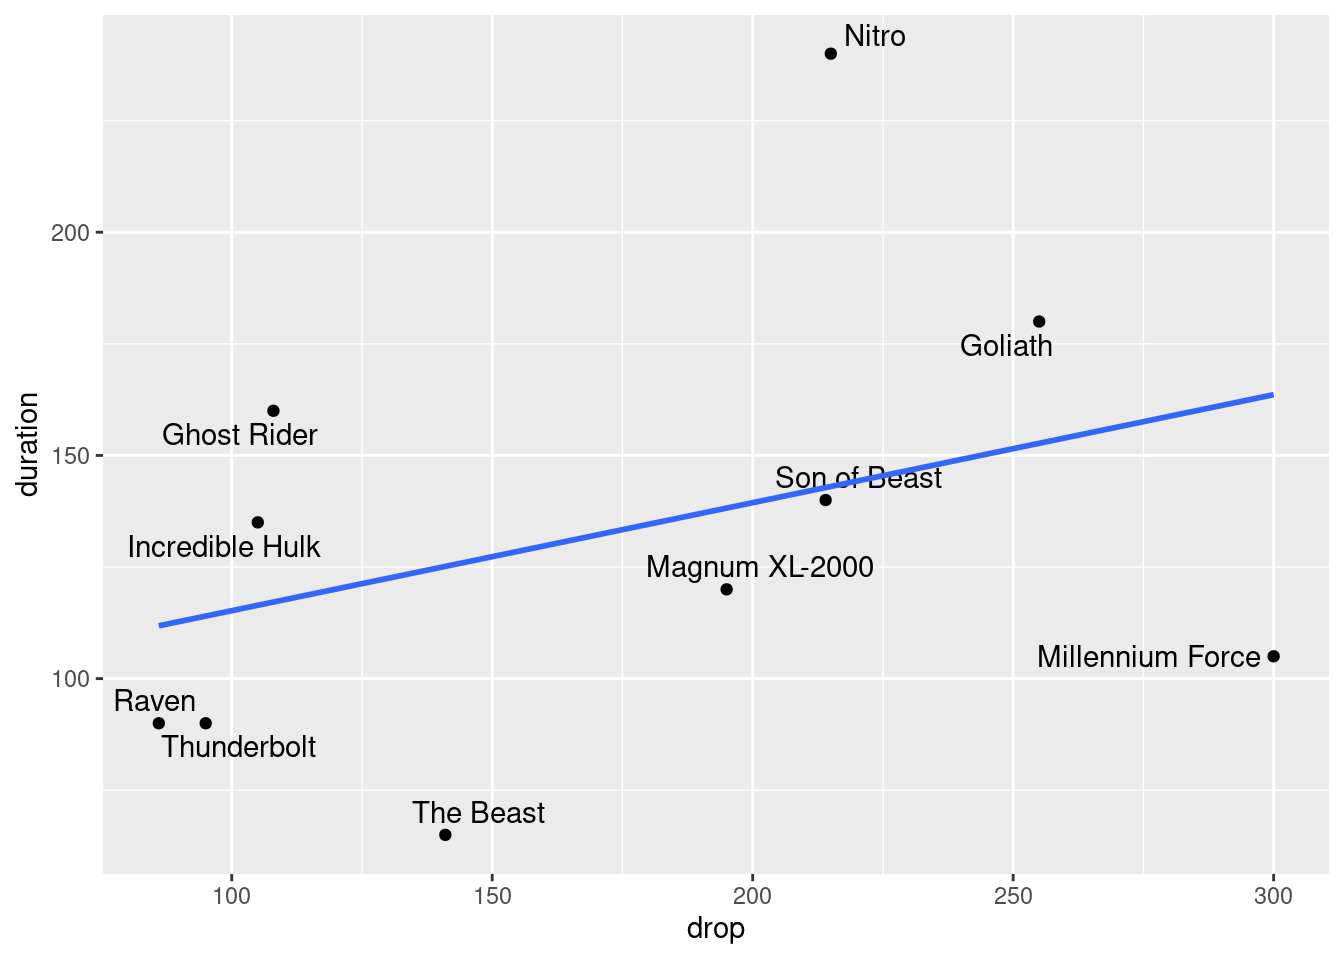 Nitro
200
Goliath
Ghost Rider
150
duration
Son of Beast
Incredible Hulk
Magnum XL-2000
Millennium Force
100
Raven
Thunderbolt
The Beast
100 150 200 250 300
drop